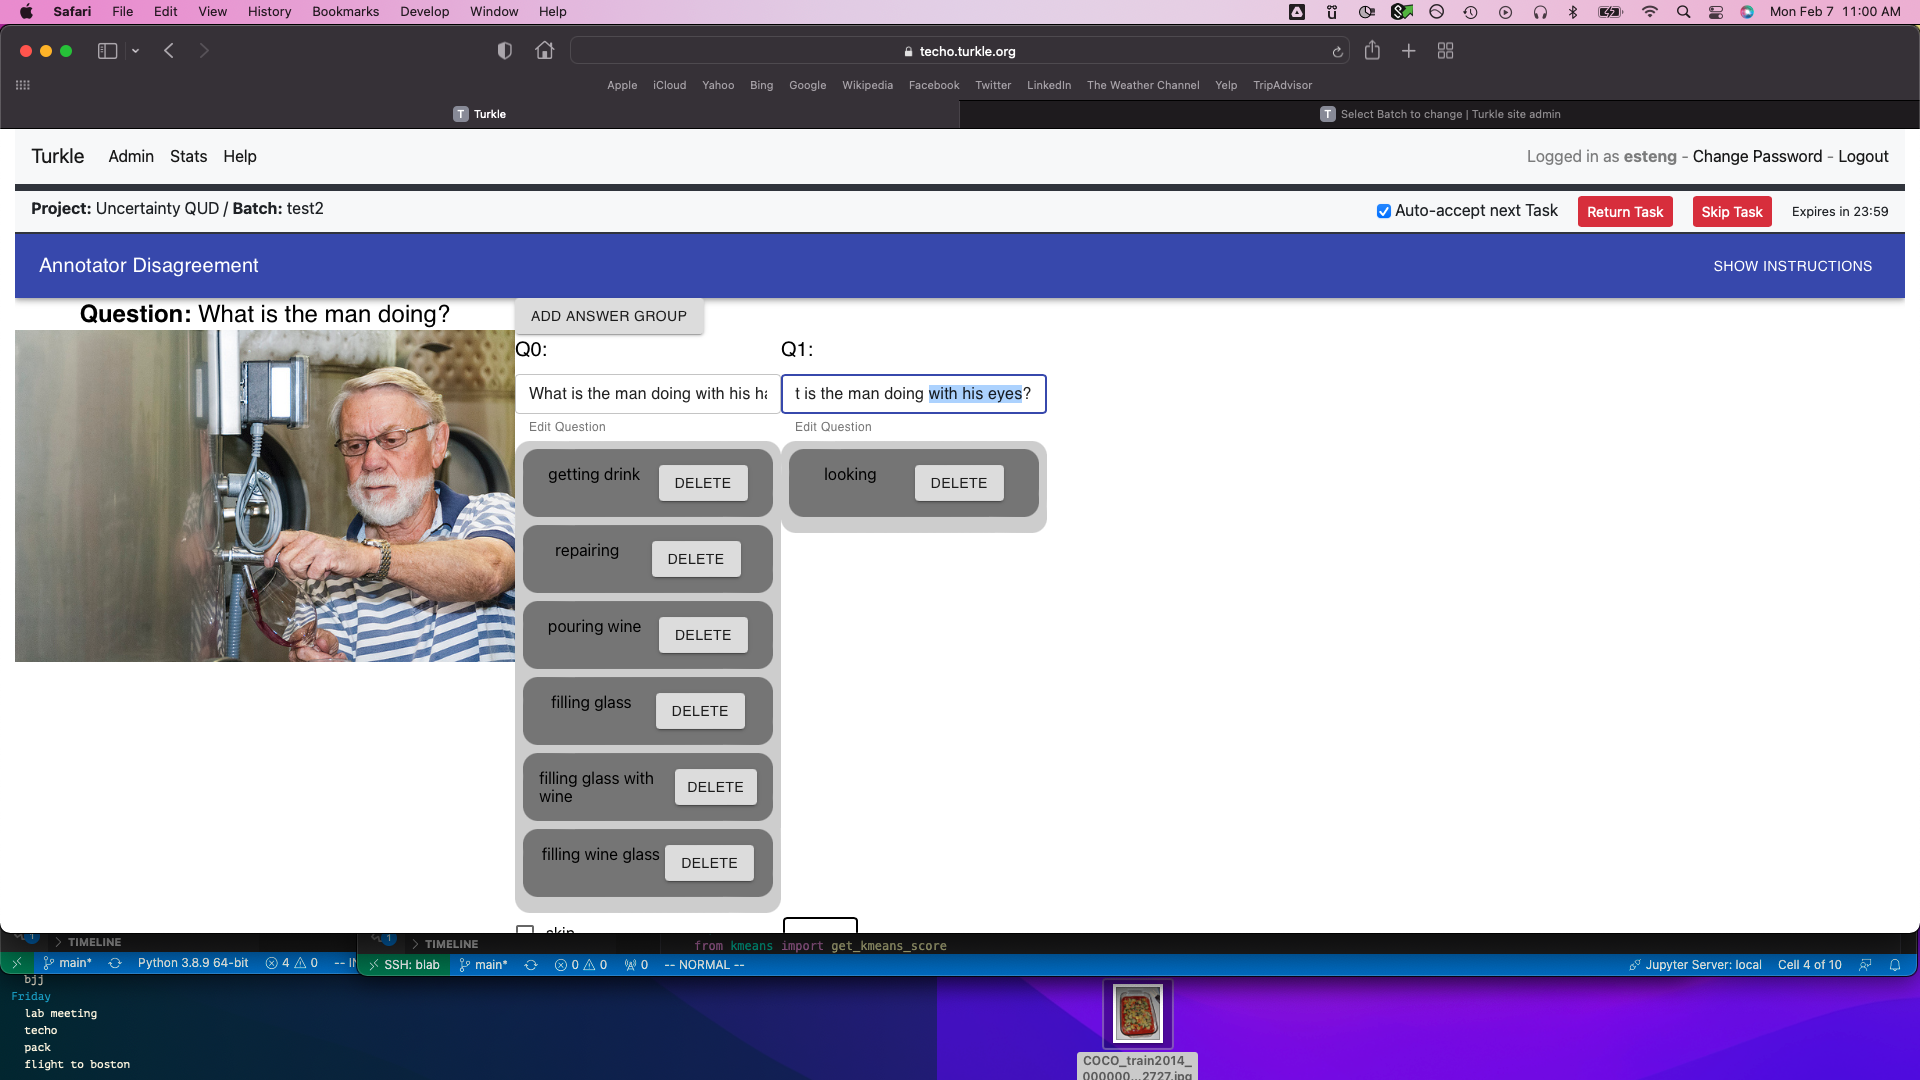 Safari File Edit View History Bookmarks Develop Window Help Mon Feb 7 11:00 AM
techo.turkle.org
Apple iCloud Yahoo Bing Google Wikipedia Facebook Twitter LinkedIn The Weather Channel Yelp TripAdvisor
T Turkle
T Select Batch to change | Turkle site admin
Turkle Admin Stats Help
Logged in as esteng - Change Password - Logout
Project: Uncertainty QUD / Batch: test2
Auto-accept next Task Return Task Skip Task Expires in 23:59
Annotator Disagreement
SHOW INSTRUCTIONS
Question: What is the man doing?
ADD ANSWER GROUP
Q0:
What is the man doing with his ha
Edit Question
getting drink DELETE
repairing DELETE
pouring wine DELETE
filling glass DELETE
filling glass with
wine DELETE
filling wine glass DELETE
skip
Q1:
t is the man doing with his eyes?
Edit Question
looking DELETE
1 TIMELINE
1 TIMELINE
from kmeans import get_kmeans_score
main* Python 3.8.9 64-bit 4 0 -- IN
SSH: blab main* 0 0 0 -- NORMAL -- Jupyter Server: local Cell 4 of 10
bjj
Friday
lab meeting
techo
pack
flight to boston
COCO_train2014_
000000...2727.jpg